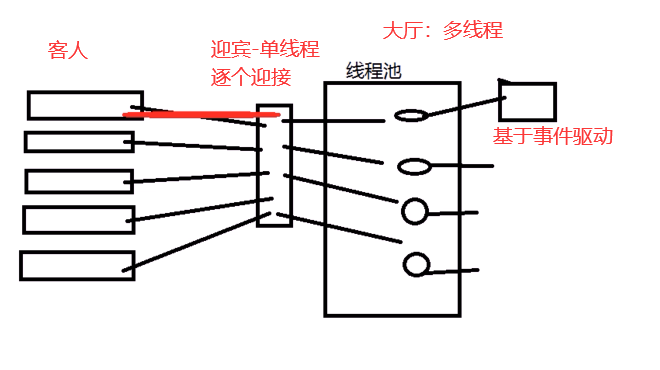 客人
迎宾-单线程
逐个迎接
大厅：多线程
线程池
基于事件驱动